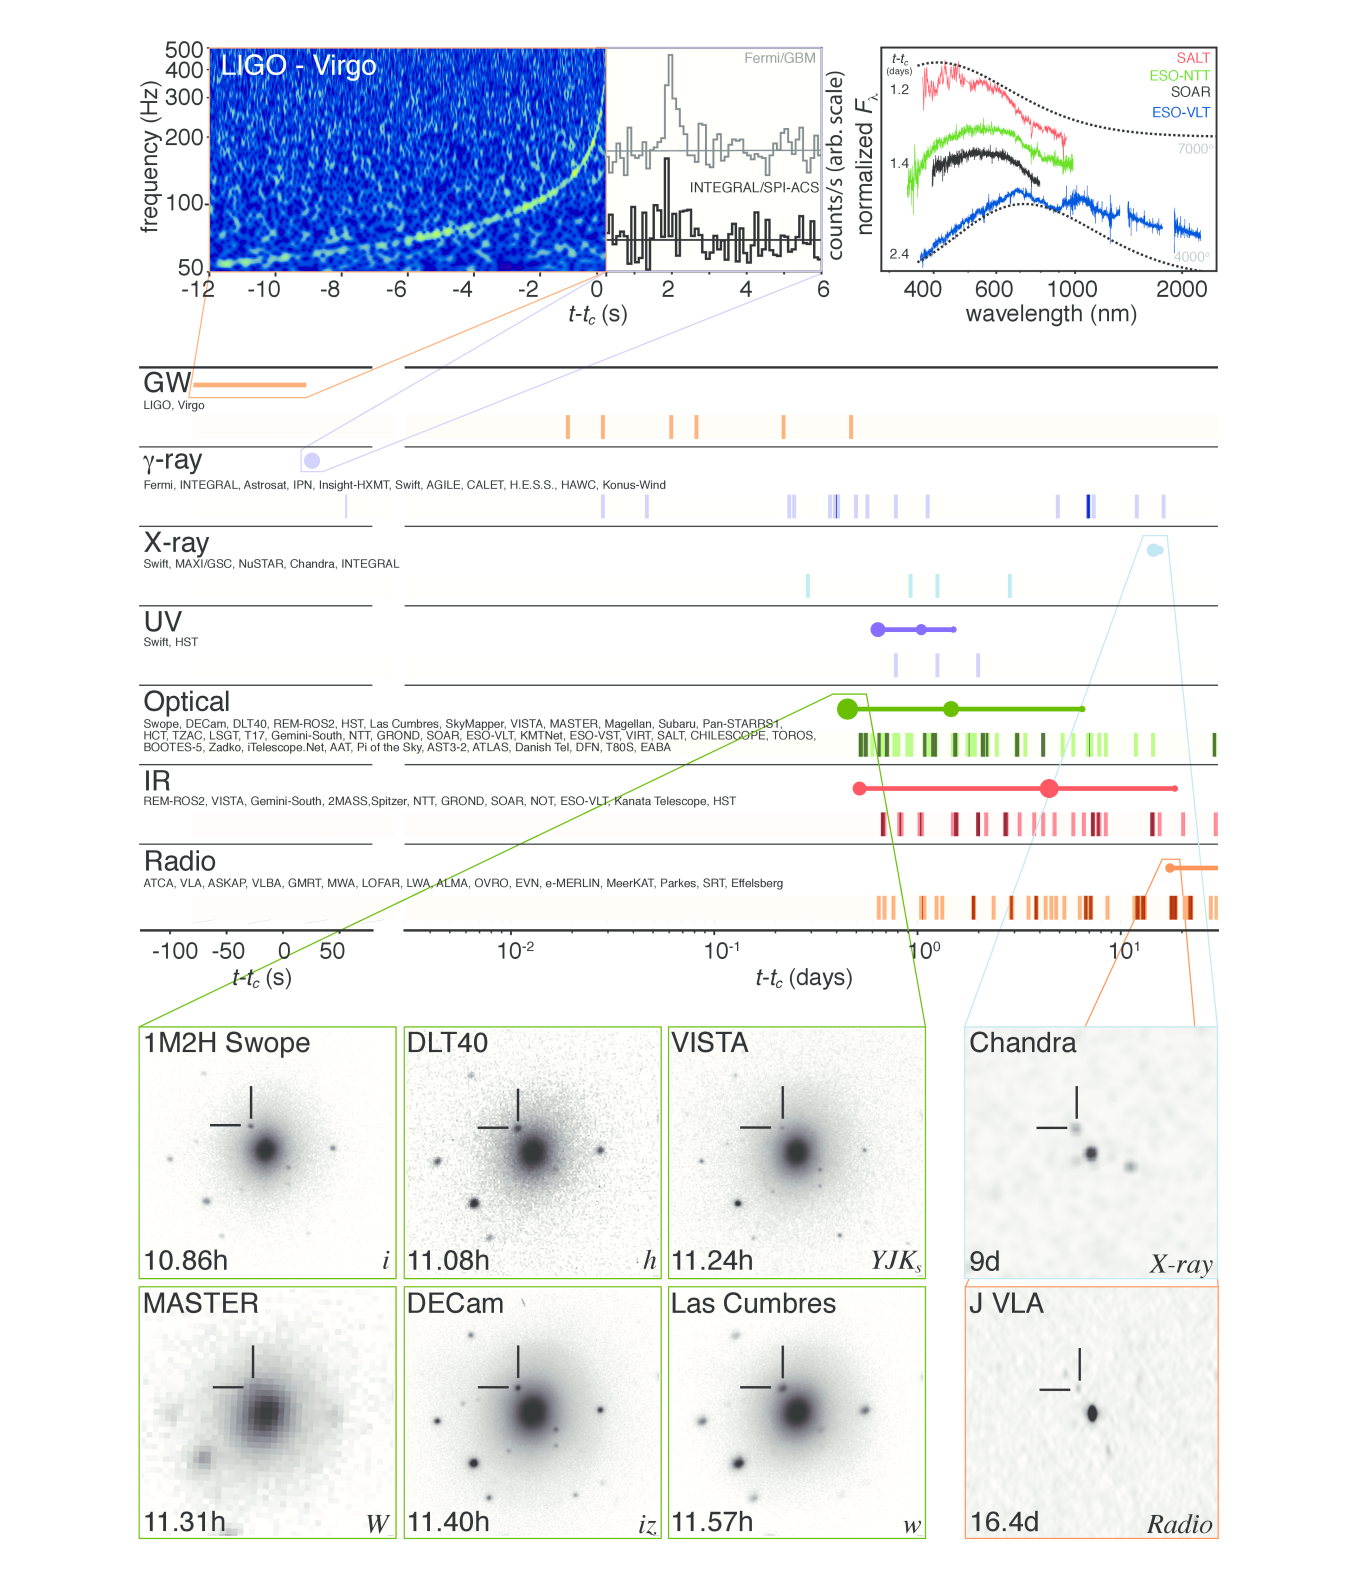 LIGO - Virgo
Fermi/GBM
INTEGRAL/SPI-ACS
frequency (Hz)
500
400
300
200
100
50
-12 -10 -8 -6 -4 -2 0 2 4 6
t-tc (s)
counts/s (arb. scale)
normalized Fλ
t-tc
(days)
1.2
1.4
2.4
SALT
ESO-NTT
SOAR
ESO-VLT
7000°
4000°
400 600 1000 2000
wavelength (nm)
GW
LIGO, Virgo
γ-ray
Fermi, INTEGRAL, Astrosat, IPN, Insight-HXMT, Swift, AGILE, CALET, H.E.S.S., HAWC, Konus-Wind
X-ray
Swift, MAXI/GSC, NuSTAR, Chandra, INTEGRAL
UV
Swift, HST
Optical
Swope, DECam, DLT40, REM-ROS2, HST, Las Cumbres, SkyMapper, VISTA, MASTER, Magellan, Subaru, Pan-STARRS1,
HCT, TZAC, LSGT, T17, Gemini-South, NTT, GROND, SOAR, ESO-VLT, KMTNet, ESO-VST, VIRT, SALT, CHILESCOPE, TOROS,
BOOTES-5, Zadko, iTelescope.Net, AAT, Pi of the Sky, AST3-2, ATLAS, Danish Tel, DFN, T80S, EABA
IR
REM-ROS2, VISTA, Gemini-South, 2MASS,Spitzer, NTT, GROND, SOAR, NOT, ESO-VLT, Kanata Telescope, HST
Radio
ATCA, VLA, ASKAP, VLBA, GMRT, MWA, LOFAR, LWA, ALMA, OVRO, EVN, e-MERLIN, MeerKAT, Parkes, SRT, Effelsberg
-100 -50 0 50
t-tc (s)
10-2 10-1 100 101
t-tc (days)
1M2H Swope
10.86h i
DLT40
11.08h h
VISTA
11.24h YJKs
Chandra
9d X-ray
MASTER
11.31h W
DECam
11.40h iz
Las Cumbres
11.57h w
J VLA
16.4d Radio